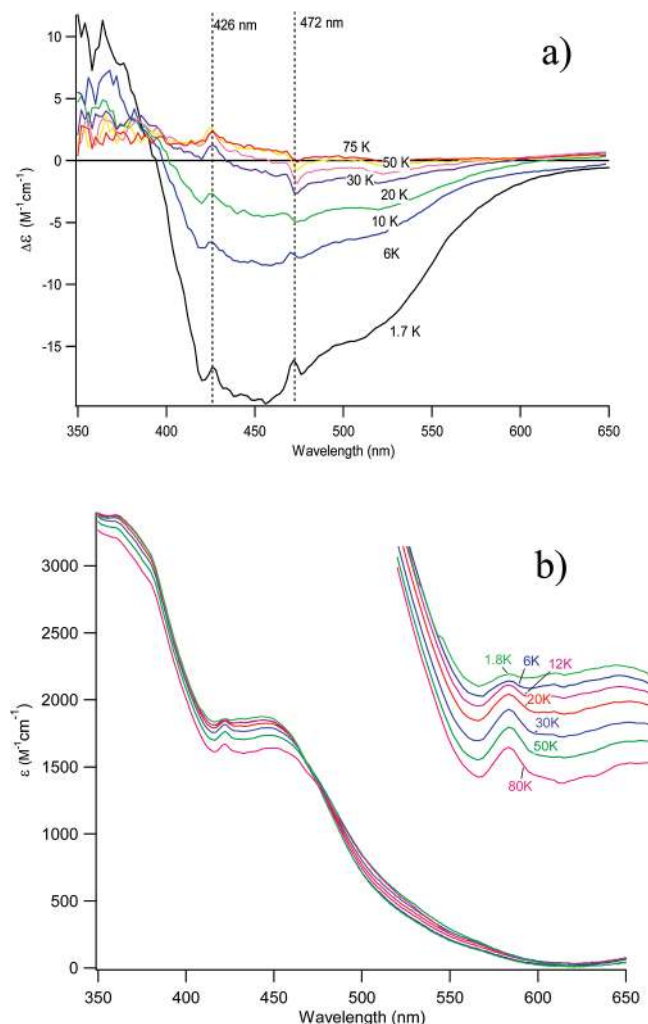 426 nm
472 nm
a)
10
5
0
-5
-10
-15
Δε (M⁻¹cm⁻¹)
75 K
50 K
30 K
20 K
10 K
6K
1.7 K
350 400 450 500 550 600 650
Wavelength (nm)
b)
3000
2500
2000
1500
1000
500
0
ε (M⁻¹cm⁻¹)
1.8K
6K
12K
20K
30K
50K
80K
350 400 450 500 550 600 650
Wavelength (nm)